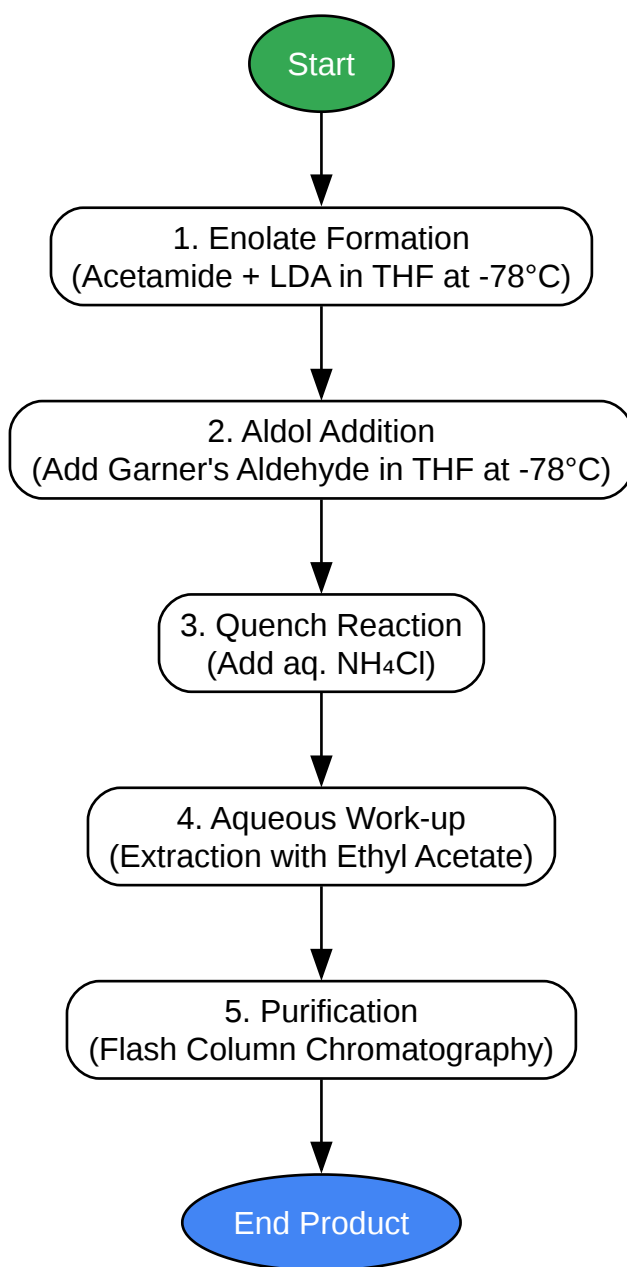 Start
1. Enolate Formation
(Acetamide + LDA in THF at -78°C)
2. Aldol Addition
(Add Garner's Aldehyde in THF at -78°C)
3. Quench Reaction
(Add aq. NH₄Cl)
4. Aqueous Work-up
(Extraction with Ethyl Acetate)
5. Purification
(Flash Column Chromatography)
End Product